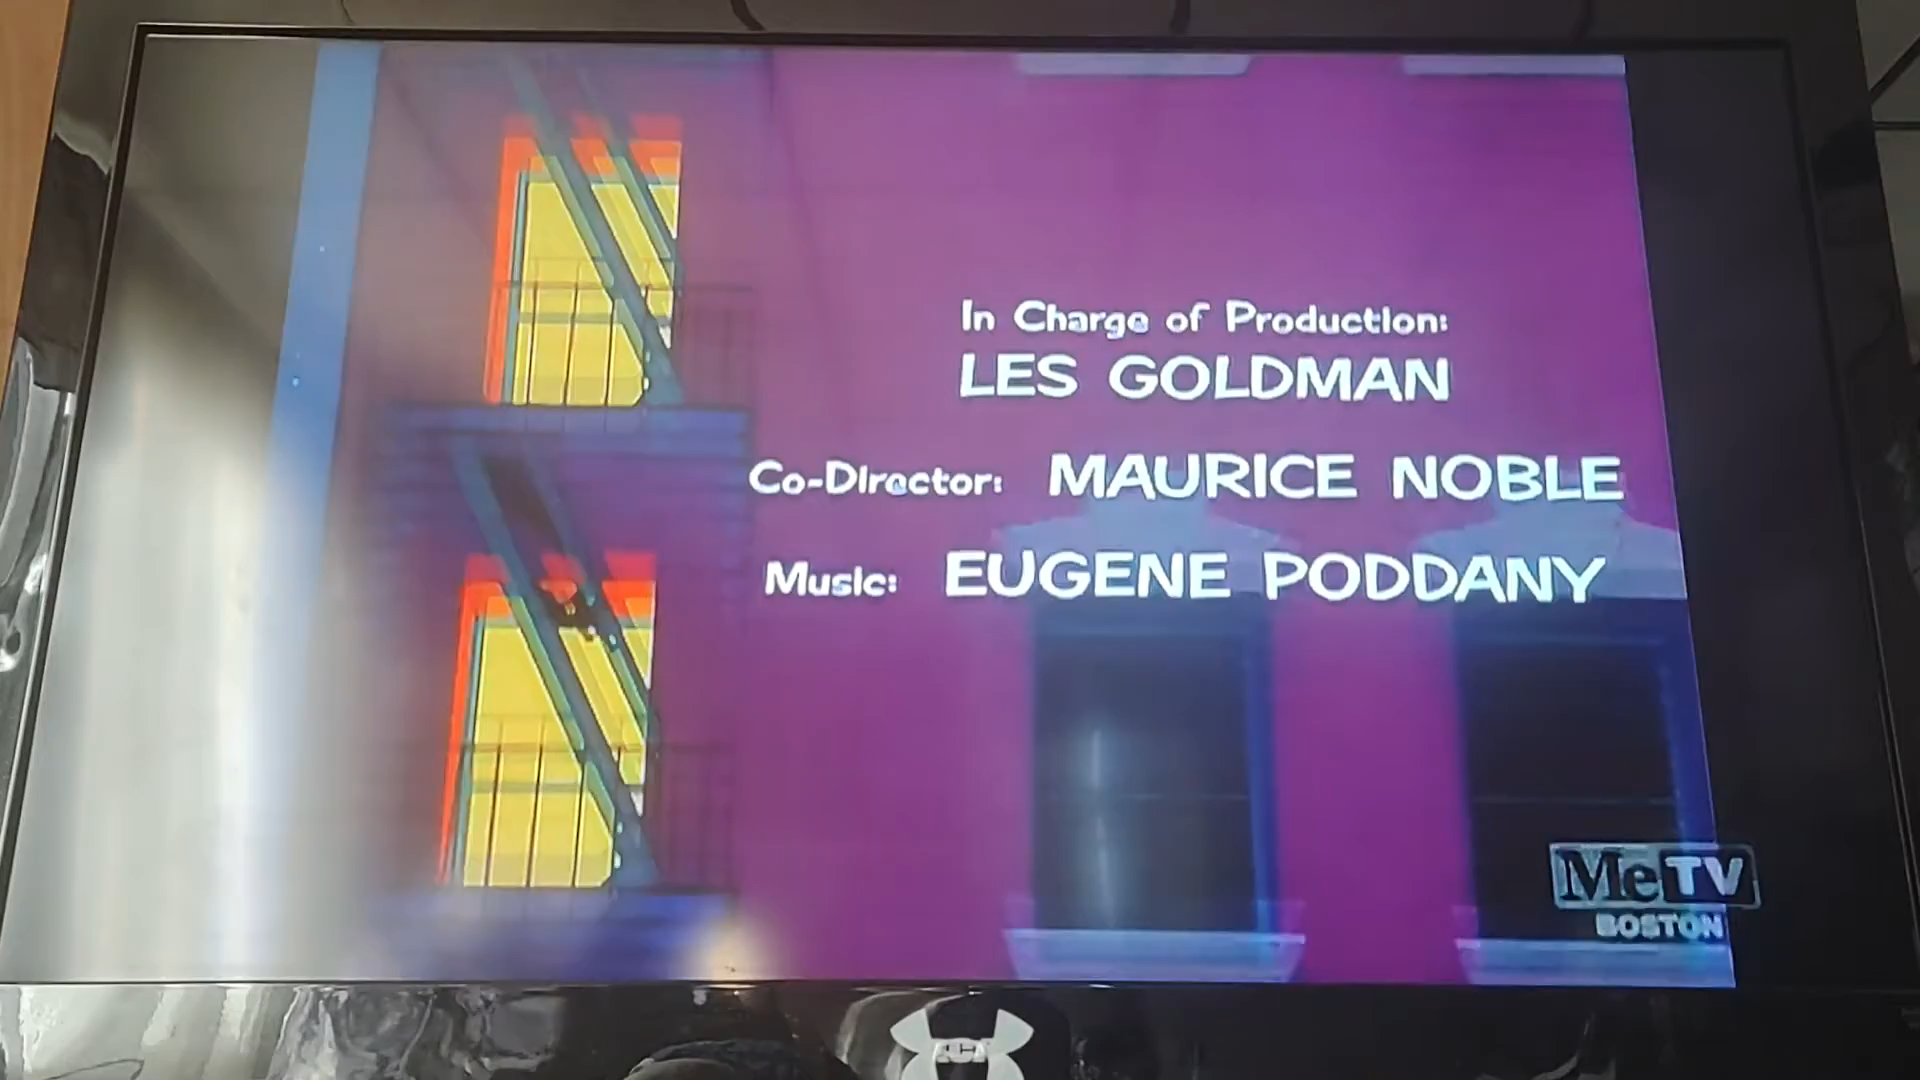 In Charge of Production:
LES GOLDMAN
Co-Director: MAURICE NOBLE
Music: EUGENE PODDANY
MeTV
BOSTON